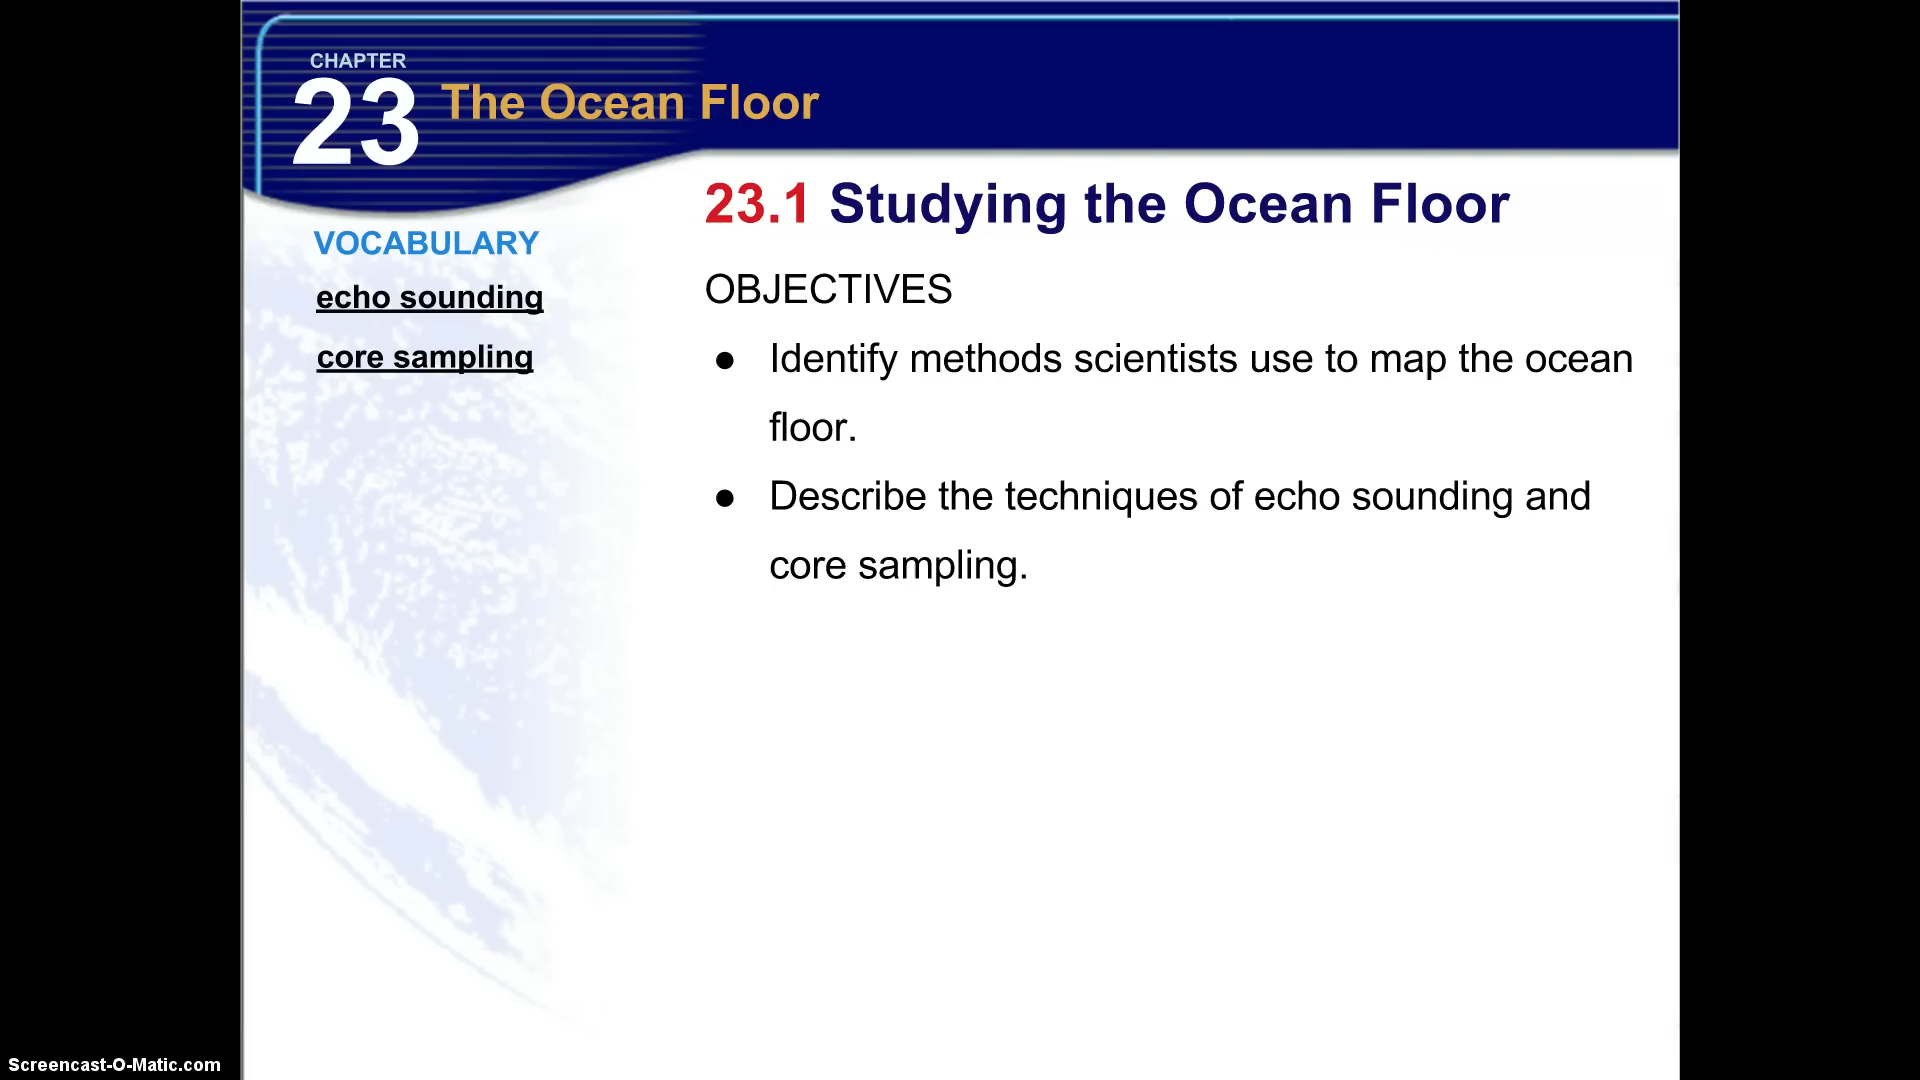 CHAPTER
23
The Ocean Floor
23.1 Studying the Ocean Floor
VOCABULARY
echo sounding
core sampling
OBJECTIVES
● Identify methods scientists use to map the ocean
floor.
● Describe the techniques of echo sounding and
core sampling.
Screencast-O-Matic.com